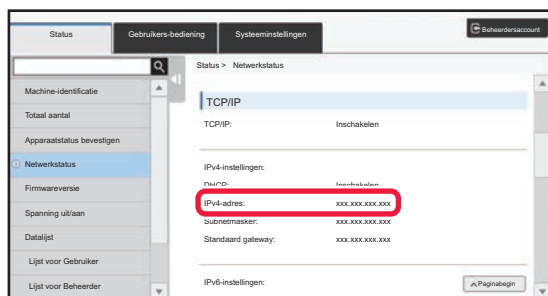 Status
Gebruikers-bediening
Systeeminstellingen
Beheerdersaccount
Status > Netwerkstatus
Machine-identificatie
Totaal aantal
Apparaatstatus bevestigen
Netwerkstatus
Firmwareversie
Spanning uit/aan
Datalijst
Lijst voor Gebruiker
Lijst voor Beheerder
TCP/IP
TCP/IP: Inschakelen
IPv4-instellingen:
DHCP: Inschakelen
IPv4-adres: xxx.xxx.xxx.xxx
Subnetmasker: xxx.xxx.xxx.xxx
Standaard gateway: xxx.xxx.xxx.xxx
IPv6-instellingen:
Paginabegin